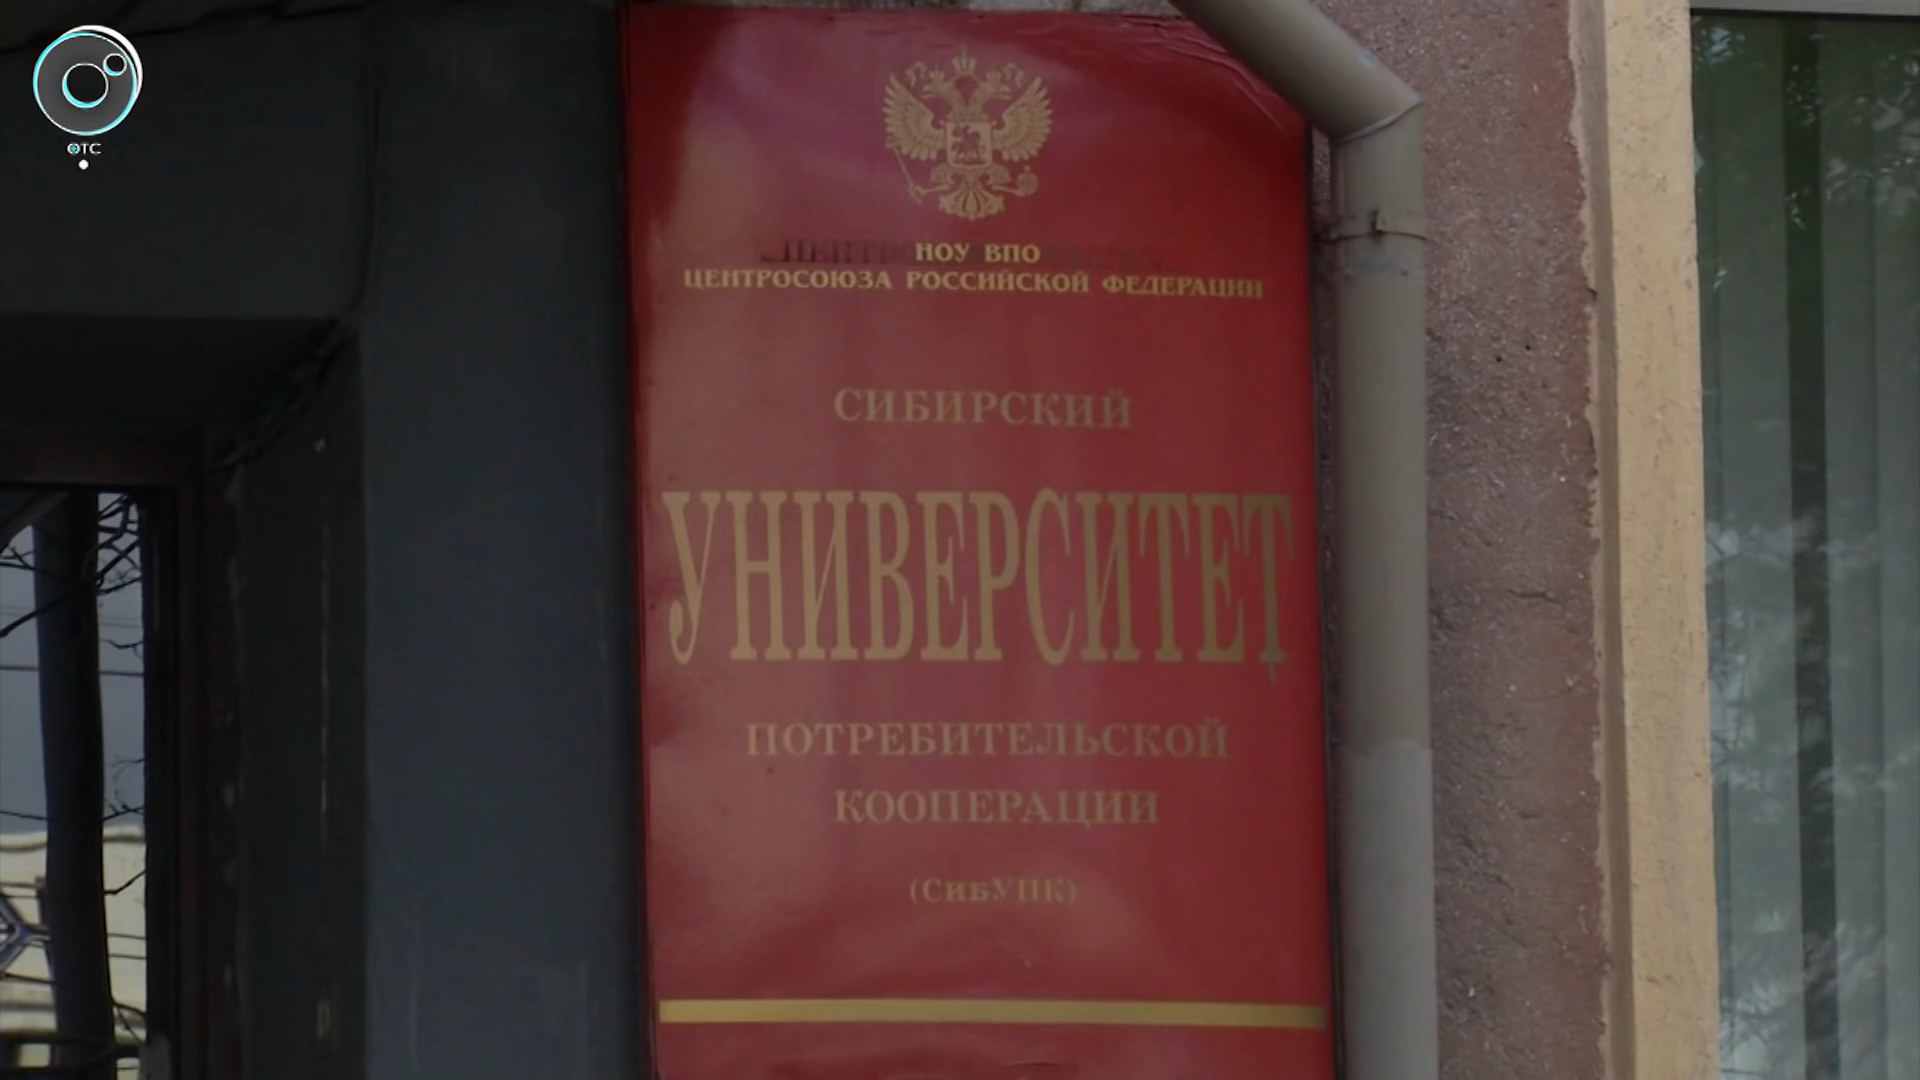 ОТС
НОУ ВПО
ЦЕНТРОСОЮЗА РОССИЙСКОЙ ФЕДЕРАЦИИ
СИБИРСКИЙ
УНИВЕРСИТЕТ
ПОТРЕБИТЕЛЬСКОЙ
КООПЕРАЦИИ
(СибУПК)